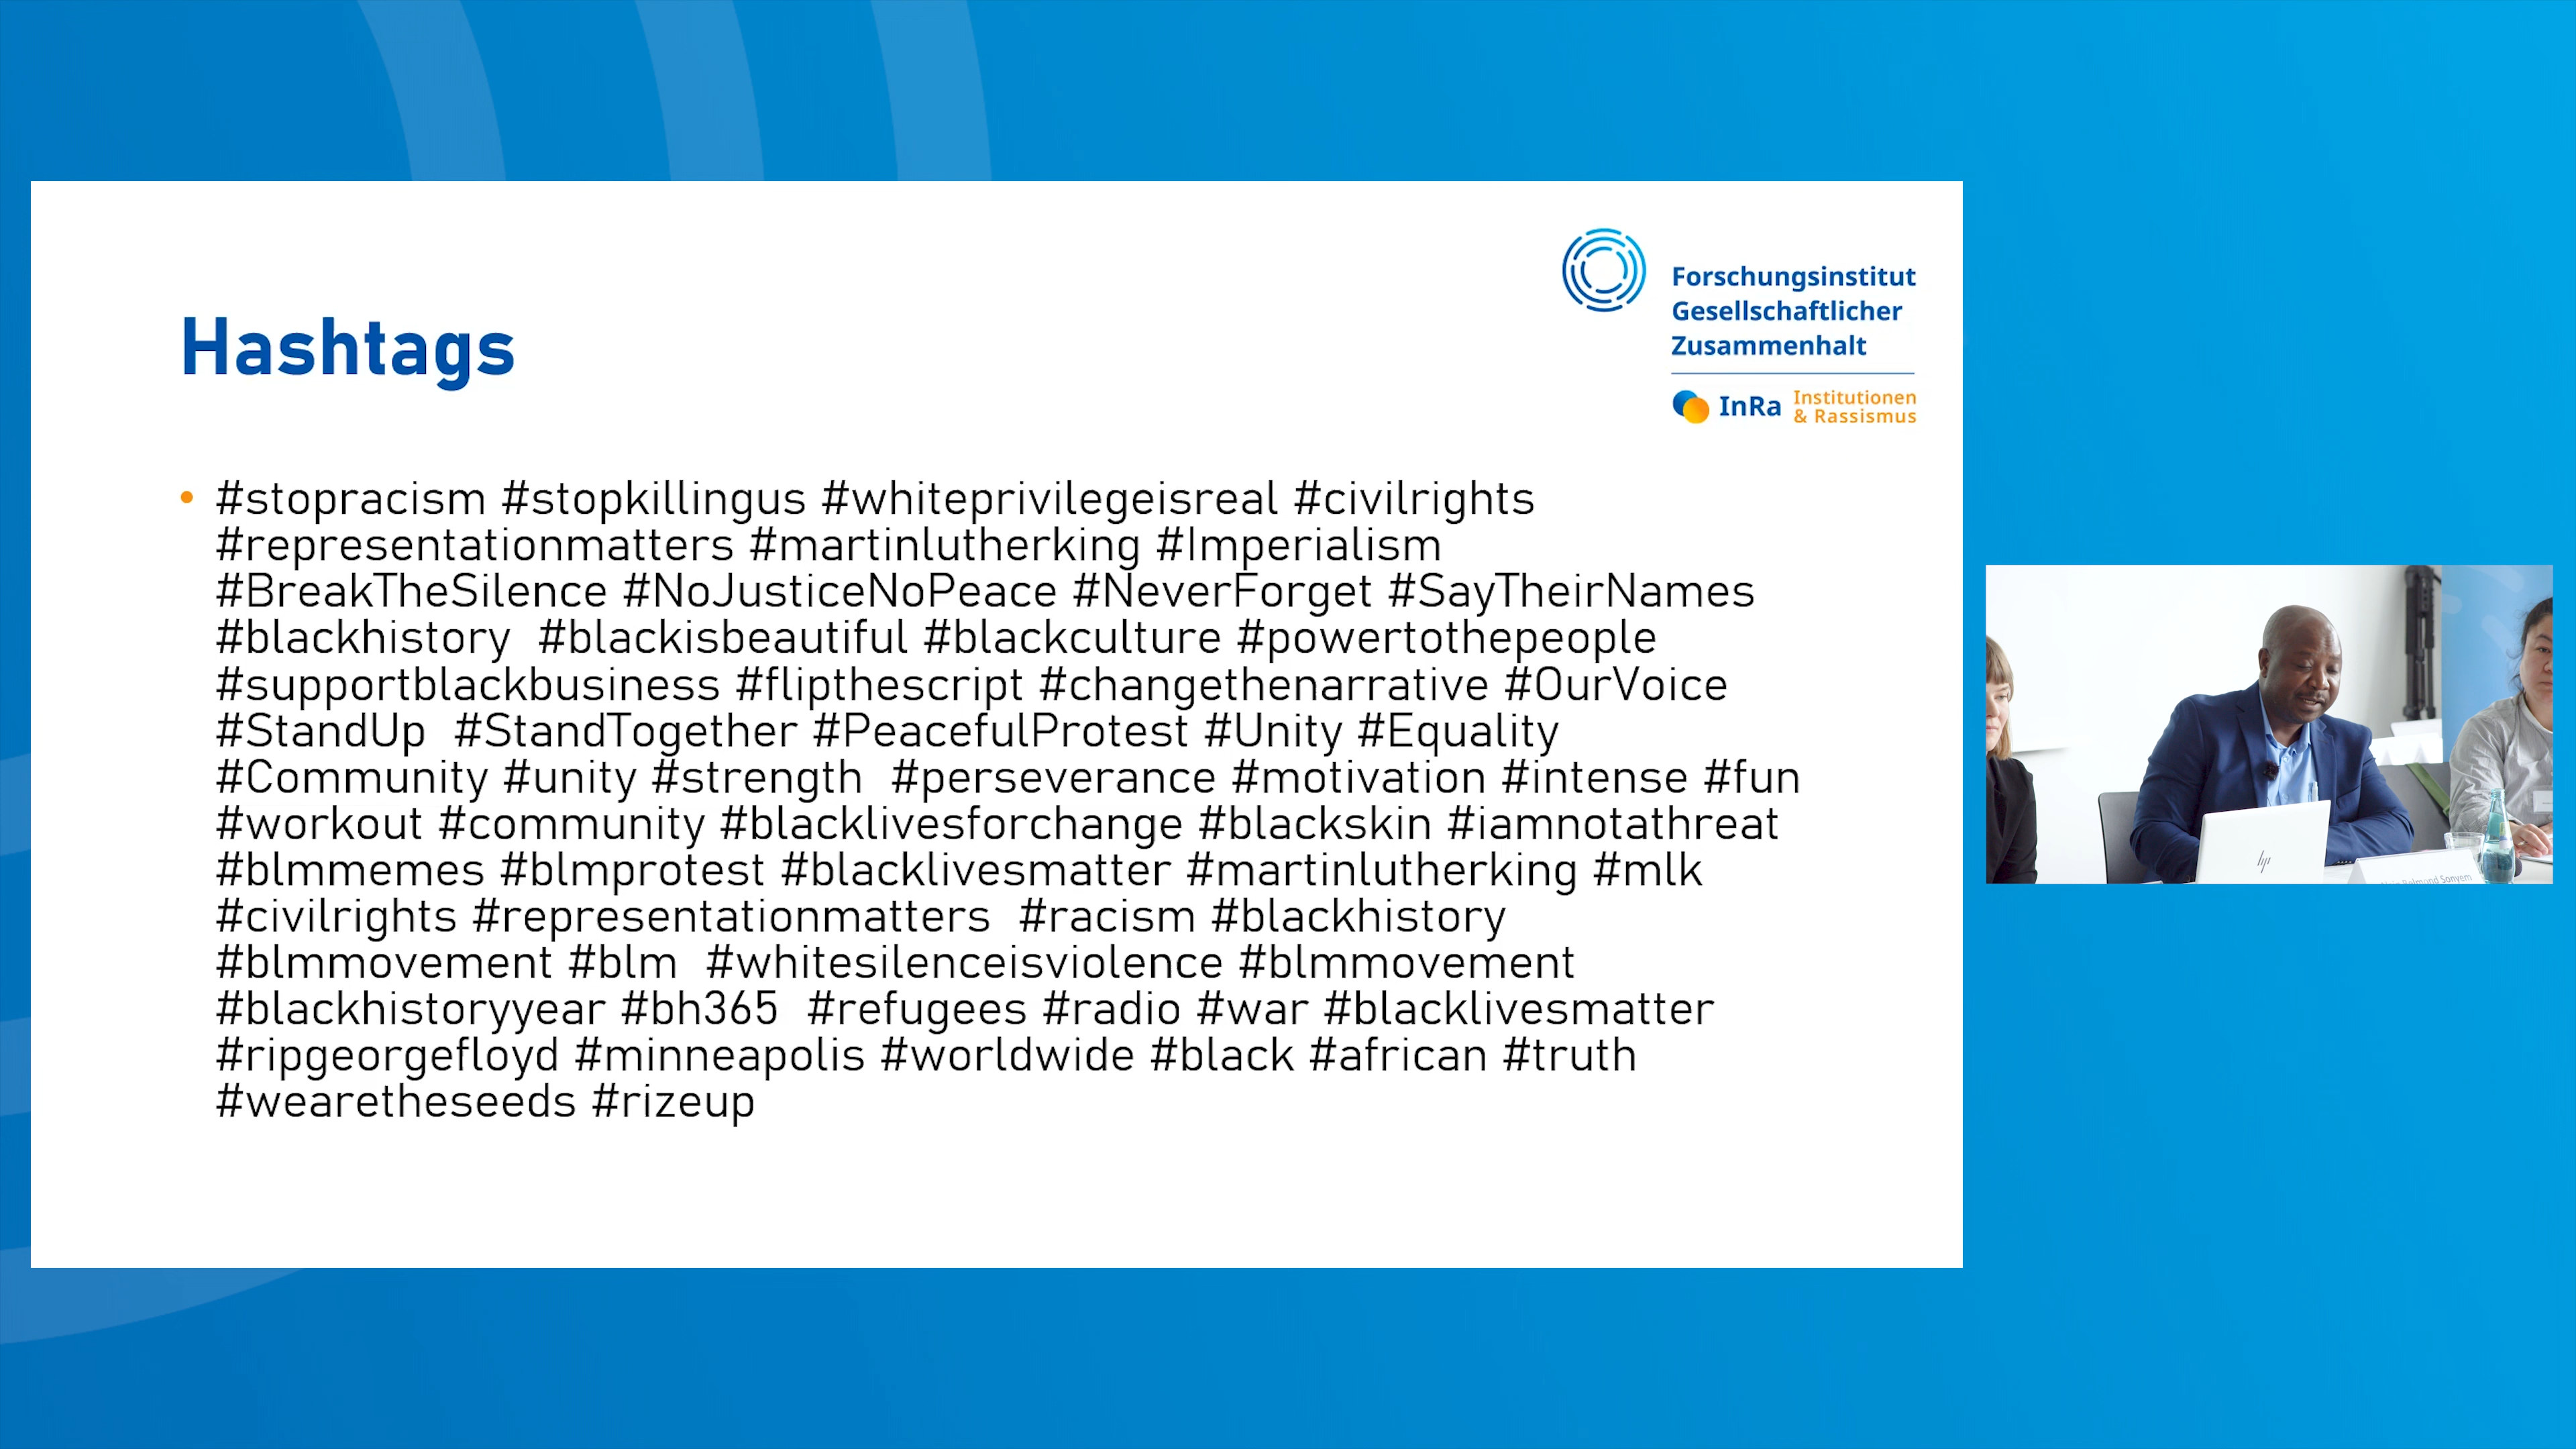 Forschungsinstitut
Gesellschaftlicher
Zusammenhalt
InRa Institutionen
& Rassismus
Hashtags
• #stopracism #stopkillingus #whiteprivilegeisreal #civilrights
#representationmatters #martinlutherking #Imperialism
#BreakTheSilence #NoJusticeNoPeace #NeverForget #SayTheirNames
#blackhistory #blackisbeautiful #blackculture #powertothepeople
#supportblackbusiness #flipthescript #changethenarrative #OurVoice
#StandUp #StandTogether #PeacefulProtest #Unity #Equality
#Community #unity #strength #perseverance #motivation #intense #fun
#workout #community #blacklivesforchange #blackskin #iamnotathreat
#blmmemes #blmprotest #blacklivesmatter #martinlutherking #mlk
#civilrights #representationmatters #racism #blackhistory
#blmmovement #blm #whitesilenceisviolence #blmmovement
#blackhistoryyear #bh365 #refugees #radio #war #blacklivesmatter
#ripgeorgefloyd #minneapolis #worldwide #black #african #truth
#wearetheseeds #rizeup
hp
Belmund Sanyem